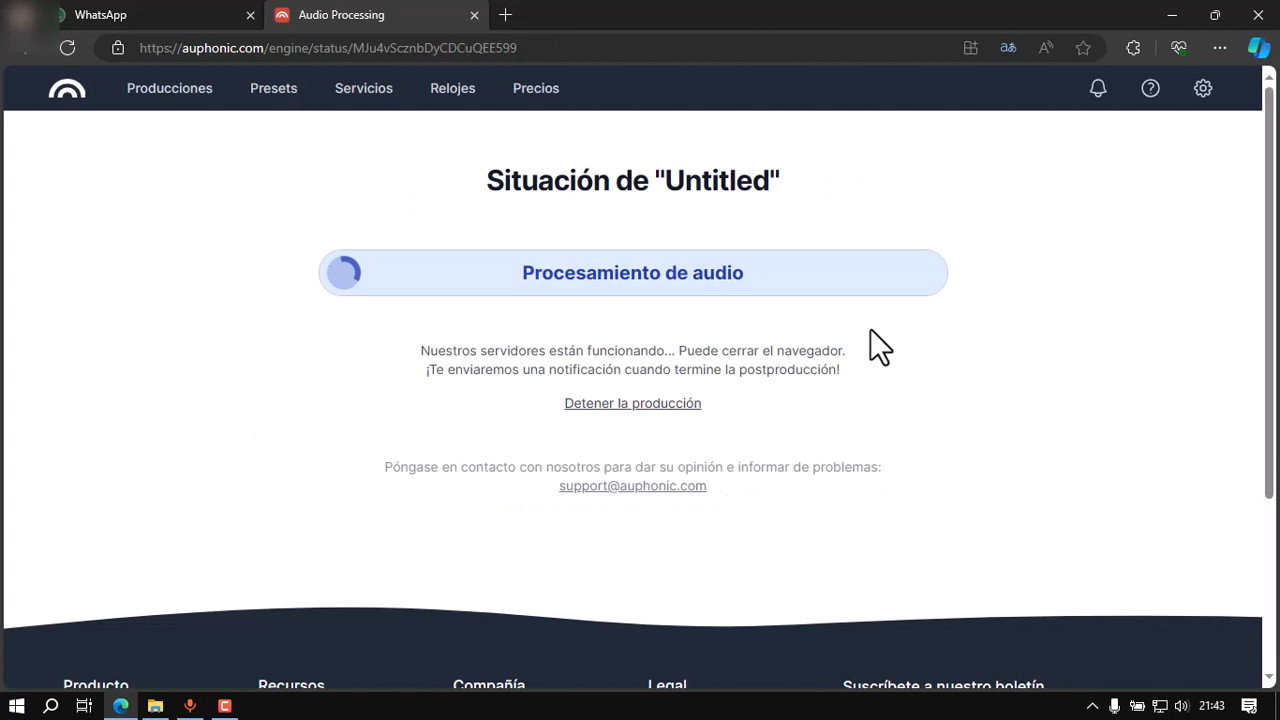 WhatsApp
Audio Processing
https://auphonic.com/engine/status/MJu4vScznbDyCDCuQEE599
Producciones Presets Servicios Relojes Precios
Situación de "Untitled"
Procesamiento de audio
Nuestros servidores están funcionando... Puede cerrar el navegador.
¡Te enviaremos una notificación cuando termine la postproducción!
Detener la producción
Póngase en contacto con nosotros para dar su opinión e informar de problemas:
support@auphonic.com
Producto Recursos Compañía Legal Suscríbete a nuestro boletín
21:43